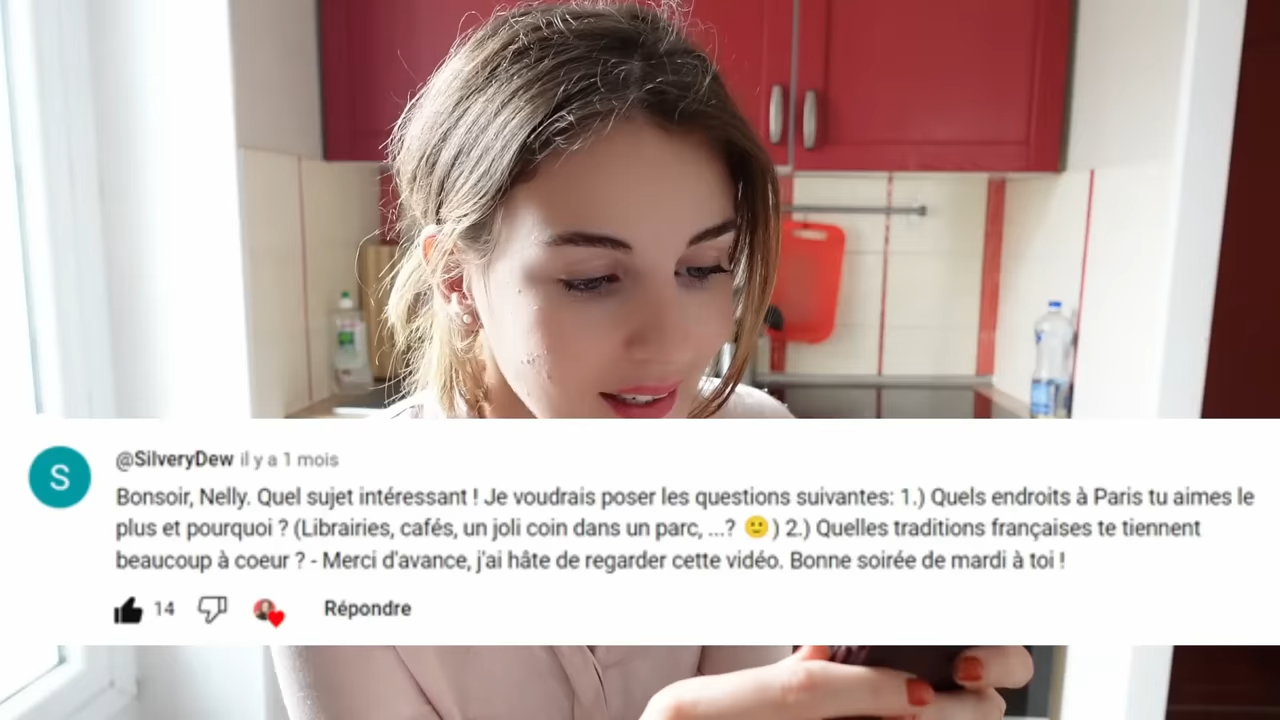 S
@SilveryDew il y a 1 mois
Bonsoir, Nelly. Quel sujet intéressant ! Je voudrais poser les questions suivantes: 1.) Quels endroits à Paris tu aimes le
plus et pourquoi ? (Librairies, cafés, un joli coin dans un parc, ...? 🙂 ) 2.) Quelles traditions françaises te tiennent
beaucoup à coeur ? - Merci d'avance, j'ai hâte de regarder cette vidéo. Bonne soirée de mardi à toi !
14
Répondre